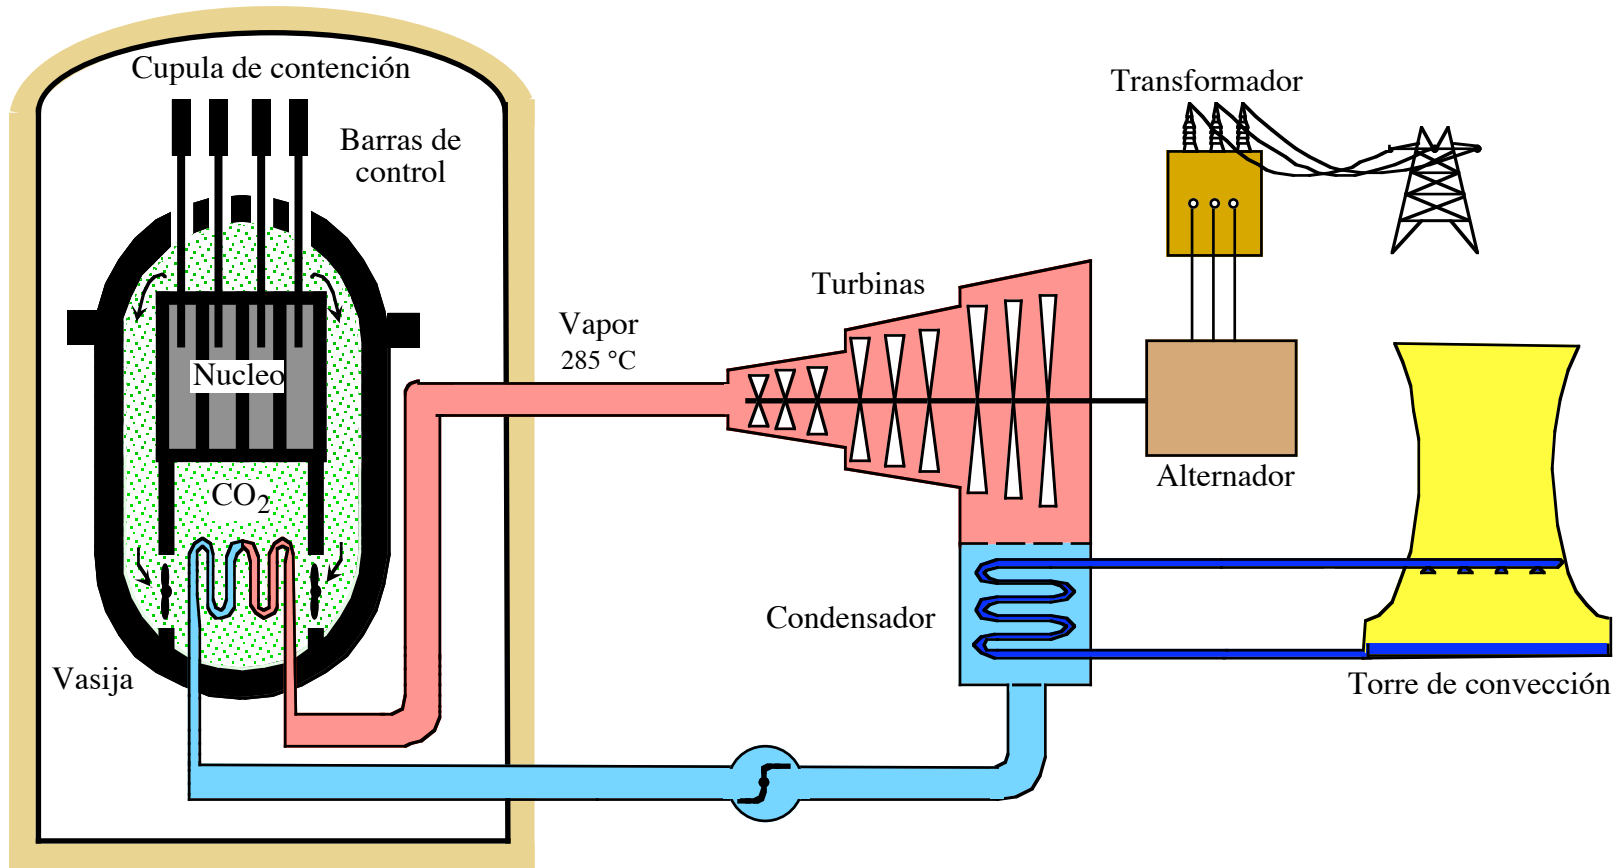 Cupula de contención
Barras de
control
Nucleo
CO2
Vasija
Vapor
285 °C
Turbinas
Transformador
Alternador
Condensador
Torre de convección